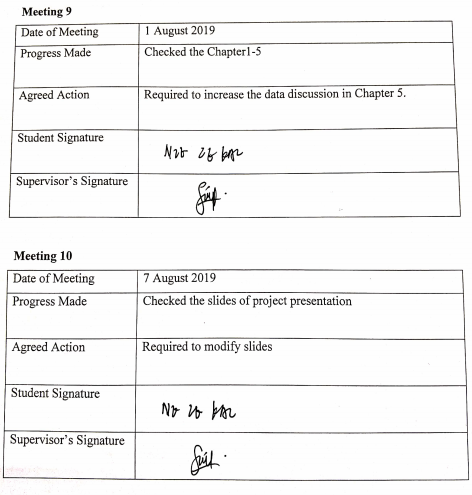 Meeting 9
Date of Meeting 1 August 2019
Progress Made Checked the Chapter1-5
Agreed Action Required to increase the data discussion in Chapter 5.
Student Signature
Supervisor's Signature
Meeting 10
Date of Meeting 7 August 2019
Progress Made Checked the slides of project presentation
Agreed Action Required to modify slides
Student Signature
Supervisor's Signature